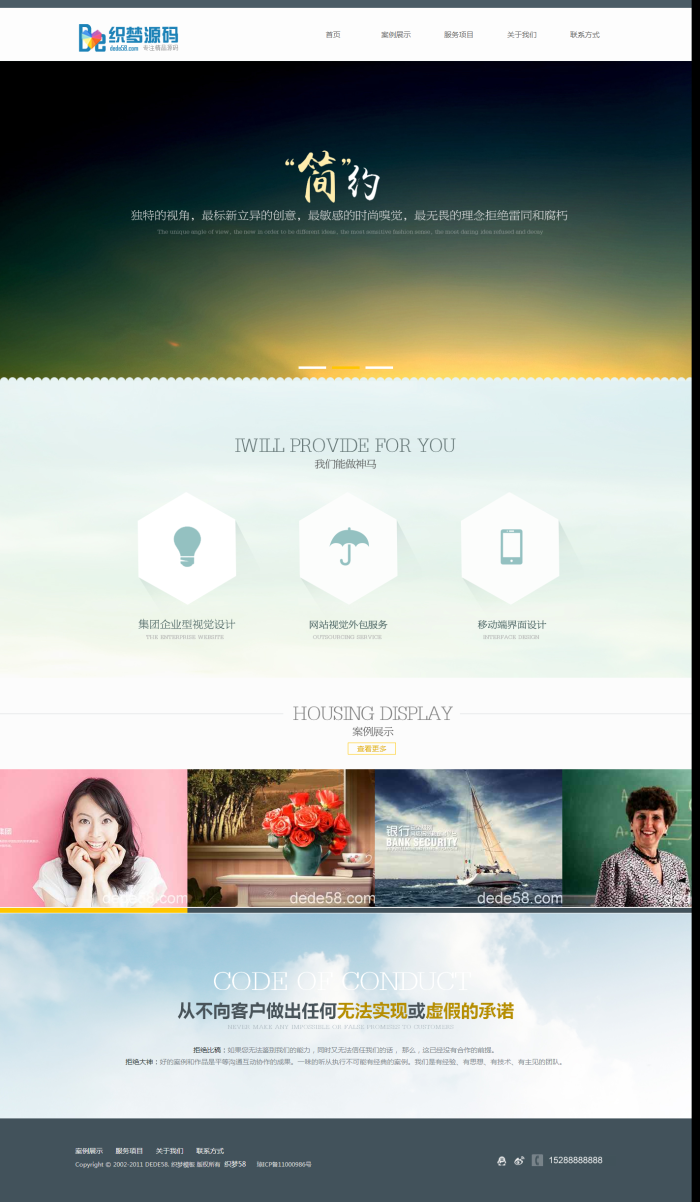 织梦源码
dede58.com 专注精品源码
首页 案例展示 服务项目 关于我们 联系方式
“简”约
独特的视角，最标新立异的创意，最敏感的时尚嗅觉，最无畏的理念拒绝雷同和腐朽
The unique angle of view, the new in order to be different ideas, the most sensitive fashion sense, the most daring idea refused and decay
IWILL PROVIDE FOR YOU
我们能做神马
集团企业型视觉设计 网站视觉外包服务 移动端界面设计
THE ENTERPRISE WEBSITE OUTSOURCING SERVICE INTERFACE DESIGN
HOUSING DISPLAY
案例展示
查看更多
银行
BANK SECURITY
dede58.com dede58.com dede58.com ded
CODE OF CONDUCT
从不向客户做出任何无法实现或虚假的承诺
NEVER MAKE ANY IMPOSSIBLE OR FALSE PROMISES TO CUSTOMERS
拒绝比稿：如果您无法鉴别我们的能力，同时又无法信任我们的话， 那么，这已经没有合作的前提。
拒绝大神：好的案例和作品是平等沟通互动协作的成果。一味的听从执行不可能有经典的案例。我们是有经验、有思想、有技术、有主见的团队。
案例展示 服务项目 关于我们 联系方式
Copyright © 2002-2011 DEDE58. 织梦模板 版权所有 织梦58 琼ICP备11000986号
15288888888